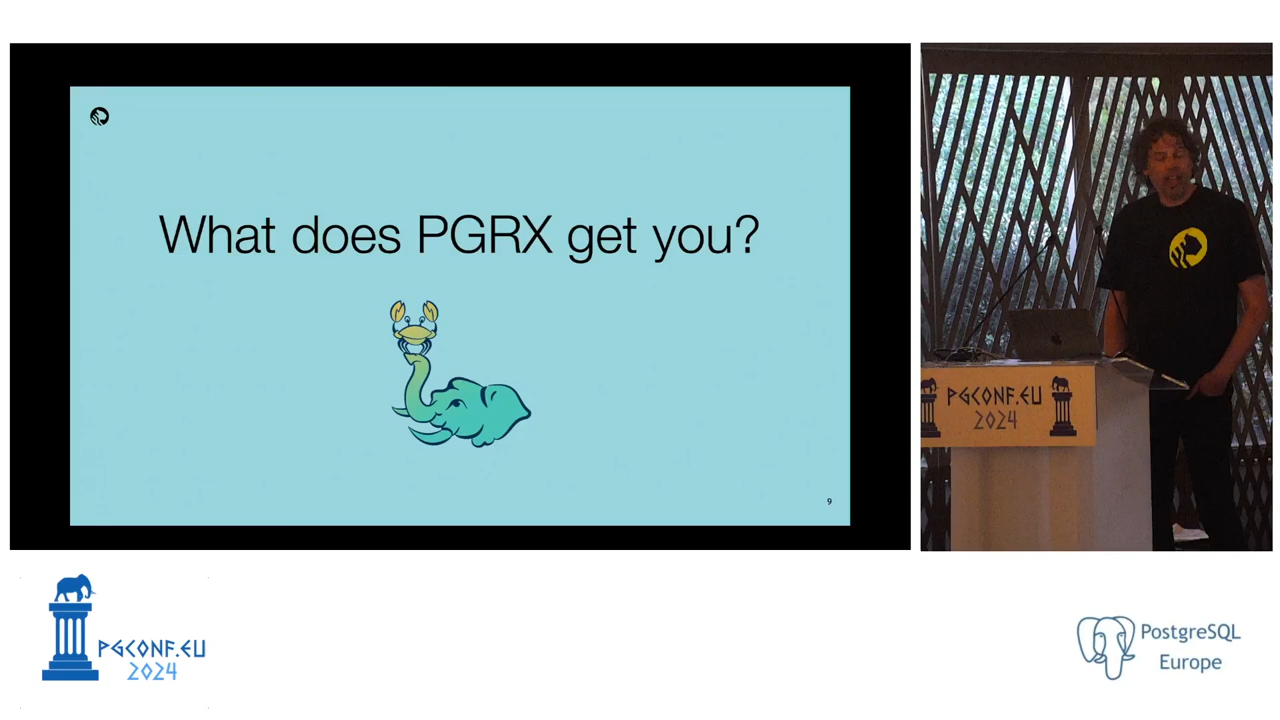 What does PGRX get you?
9
PGCONF.EU
2024
PGCONF.EU
2024
PostgreSQL
Europe